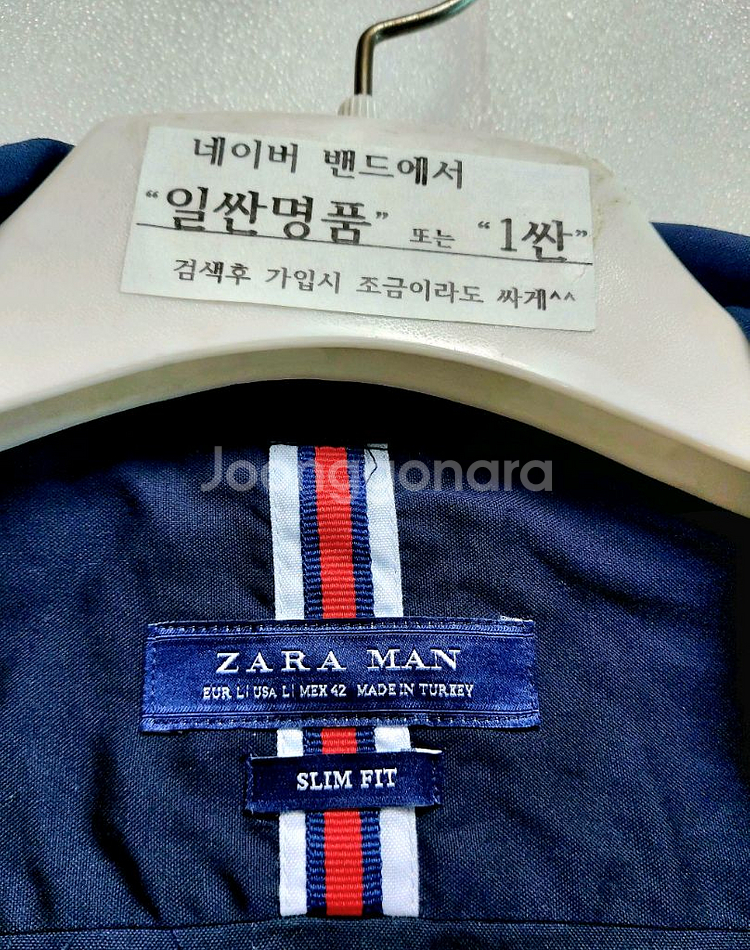 네이버 밴드에서
“일싼명품” 또는 “1싼”
검색후 가입시 조금이라도 싸게^^
Joonggonara
ZARA MAN
EUR L | USA L | MEX 42 MADE IN TURKEY
SLIM FIT